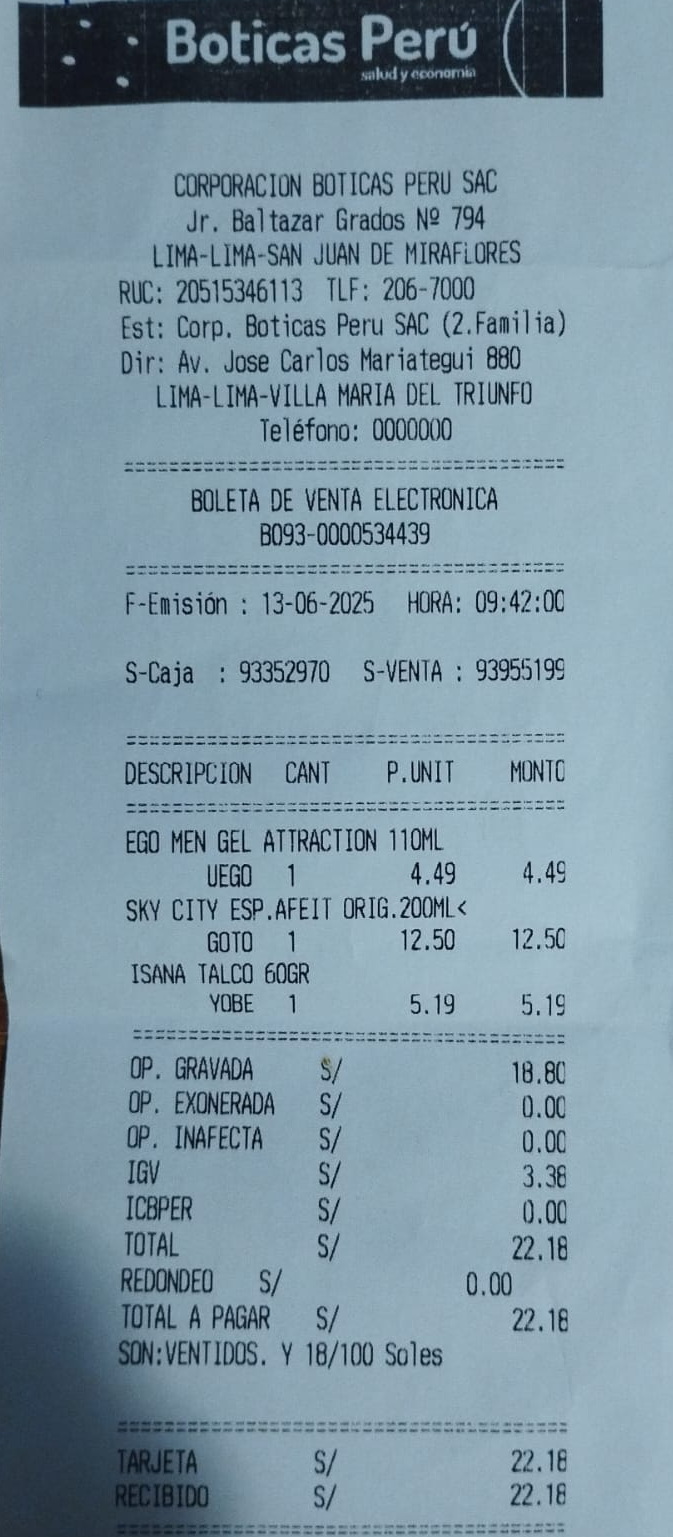 Boticas Perú
salud y economía
CORPORACION BOTICAS PERU SAC
Jr. Baltazar Grados Nº 794
LIMA-LIMA-SAN JUAN DE MIRAFLORES
RUC: 20515346113 TLF: 206-7000
Est: Corp. Boticas Peru SAC (2.Familia)
Dir: Av. Jose Carlos Mariategui 880
LIMA-LIMA-VILLA MARIA DEL TRIUNFO
Teléfono: 0000000
=======================================
BOLETA DE VENTA ELECTRONICA
B093-0000534439
=======================================
F-Emisión : 13-06-2025 HORA: 09:42:00
S-Caja : 93352970 S-VENTA : 93955199
=======================================
DESCRIPCION CANT P.UNIT MONTO
=======================================
EGO MEN GEL ATTRACTION 110ML
UEGO 1 4.49 4.49
SKY CITY ESP.AFEIT ORIG.200ML<
GOTO 1 12.50 12.50
ISANA TALCO 60GR
YOBE 1 5.19 5.19
=======================================
OP. GRAVADA S/ 18.80
OP. EXONERADA S/ 0.00
OP. INAFECTA S/ 0.00
IGV S/ 3.38
ICBPER S/ 0.00
TOTAL S/ 22.18
REDONDEO S/ 0.00
TOTAL A PAGAR S/ 22.18
SON:VENTIDOS. Y 18/100 Soles
=======================================
TARJETA S/ 22.18
RECIBIDO S/ 22.18
=======================================